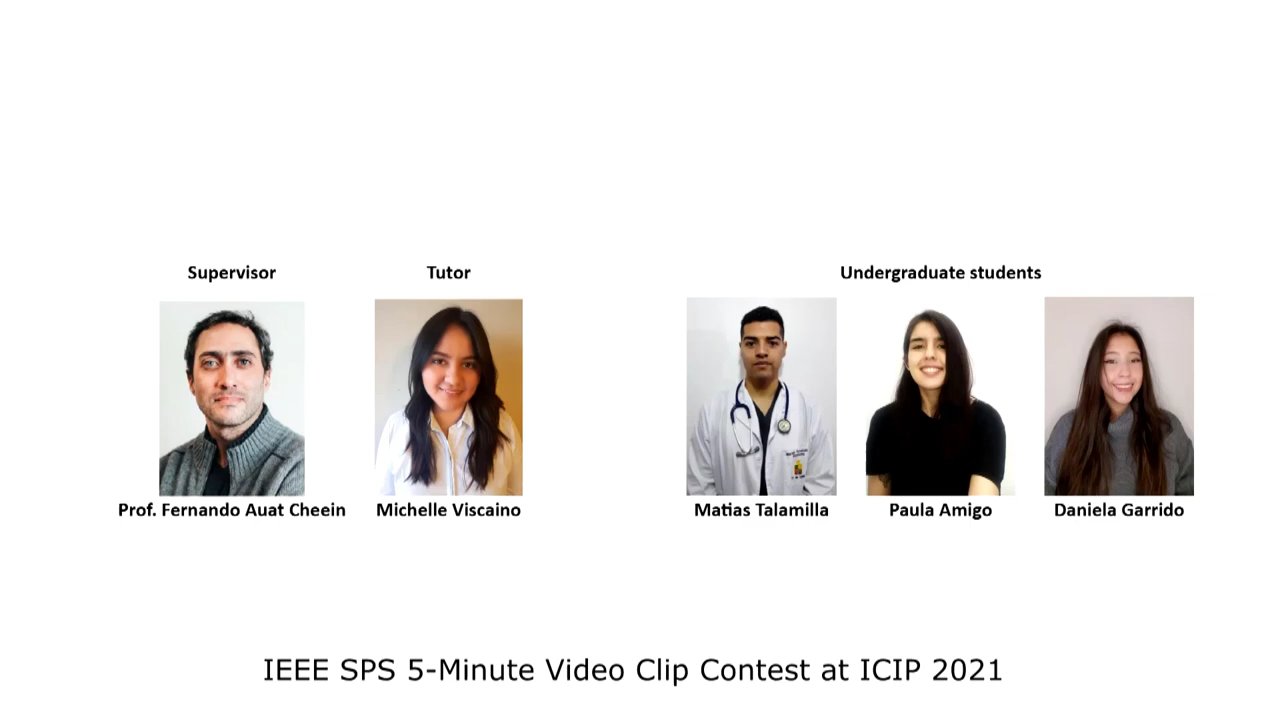 Supervisor
Tutor
Undergraduate students
Prof. Fernando Auat Cheein
Michelle Viscaino
Matias Talamilla
Paula Amigo
Daniela Garrido
IEEE SPS 5-Minute Video Clip Contest at ICIP 2021